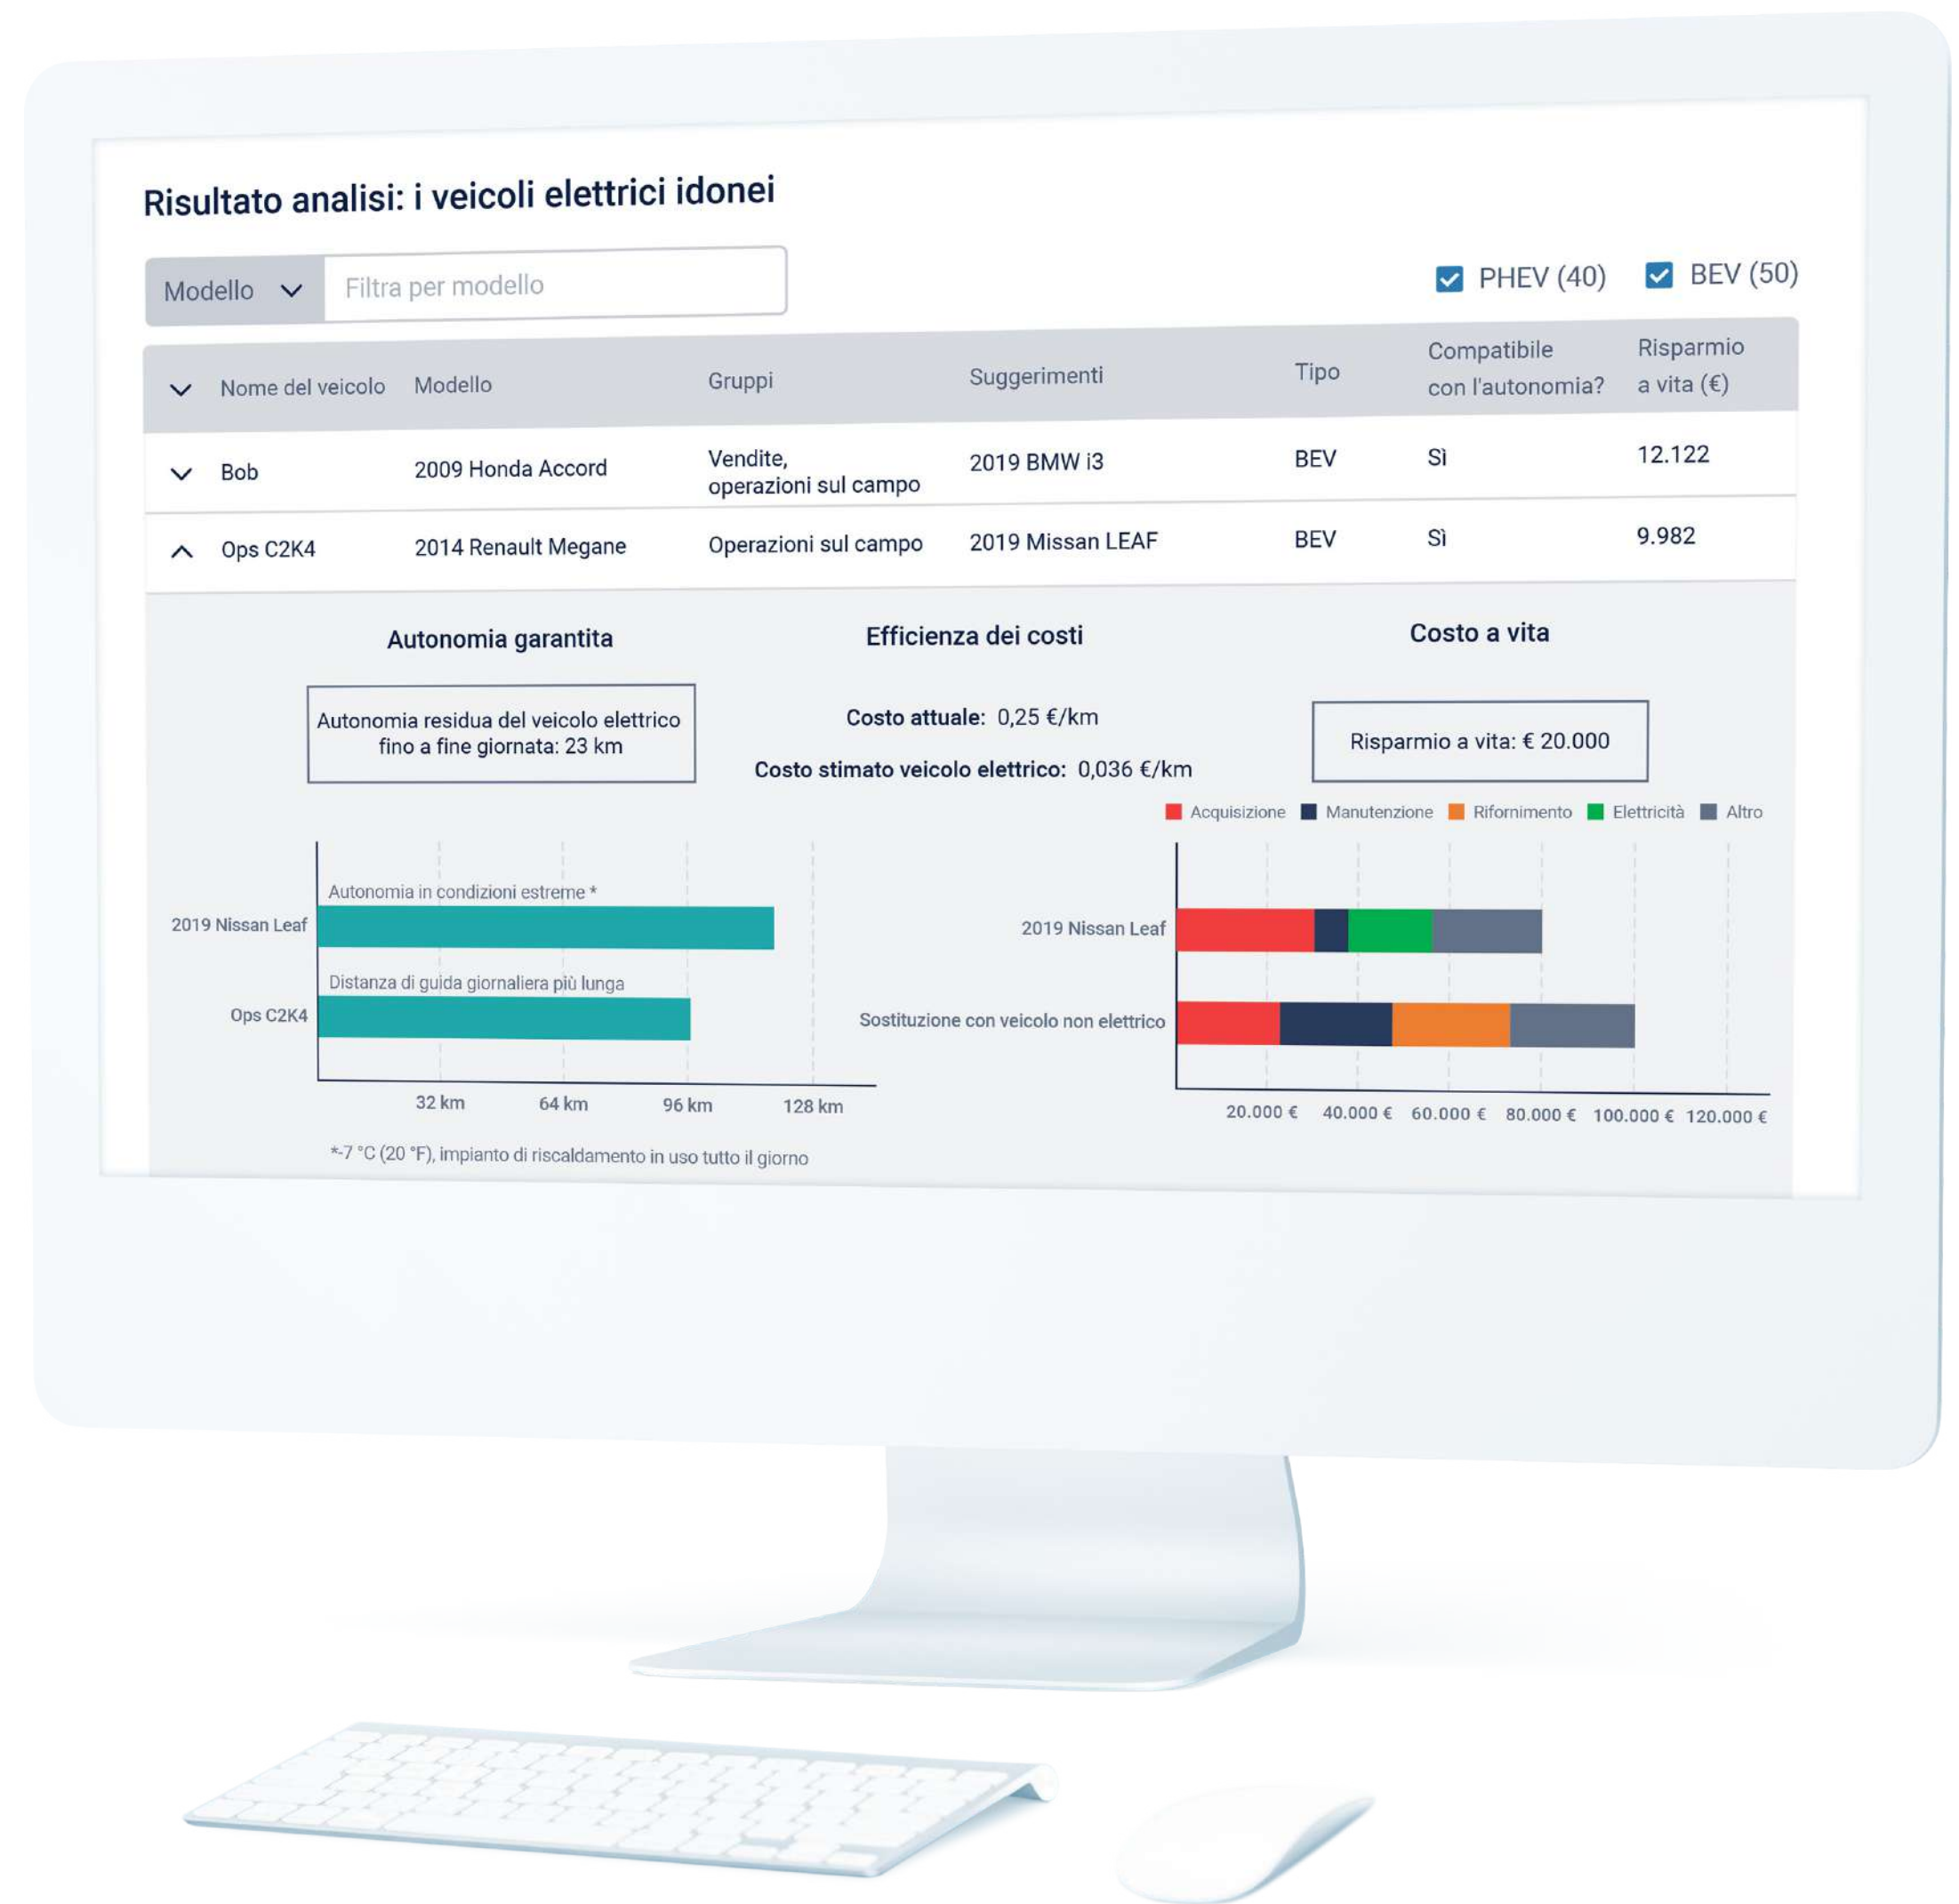 Risultato analisi: i veicoli elettrici idonei
Modello Filtra per modello PHEV (40) BEV (50)
Nome del veicolo Modello Gruppi Suggerimenti Tipo Compatibile con l'autonomia? Risparmio a vita (€)
Bob 2009 Honda Accord Vendite, operazioni sul campo 2019 BMW i3 BEV Sì 12.122
Ops C2K4 2014 Renault Megane Operazioni sul campo 2019 Missan LEAF BEV Sì 9.982
Autonomia garantita
Autonomia residua del veicolo elettrico
fino a fine giornata: 23 km
Efficienza dei costi
Costo attuale: 0,25 €/km
Costo stimato veicolo elettrico: 0,036 €/km
Costo a vita
Risparmio a vita: € 20.000
Acquisizione Manutenzione Rifornimento Elettricità Altro
Autonomia in condizioni estreme *
2019 Nissan Leaf
Distanza di guida giornaliera più lunga
Ops C2K4
32 km 64 km 96 km 128 km
*-7 °C (20 °F), impianto di riscaldamento in uso tutto il giorno
2019 Nissan Leaf
Sostituzione con veicolo non elettrico
20.000 € 40.000 € 60.000 € 80.000 € 100.000 € 120.000 €